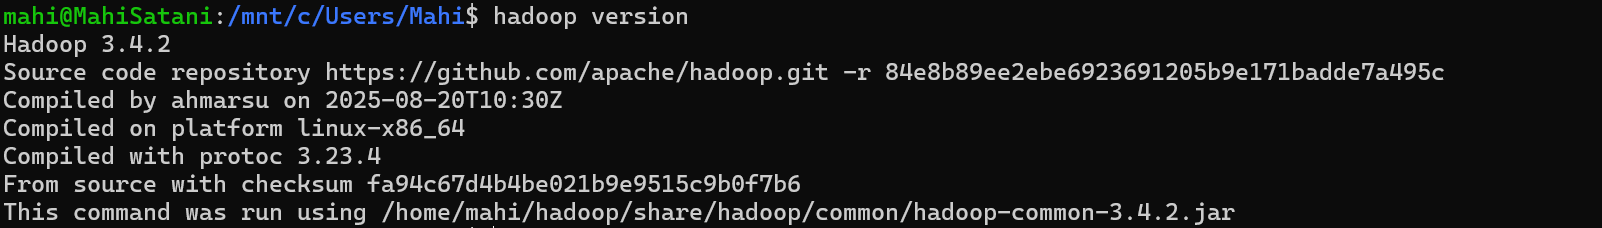 mahi@MahiSatani:/mnt/c/Users/Mahi$ hadoop version
Hadoop 3.4.2
Source code repository https://github.com/apache/hadoop.git -r 84e8b89ee2ebe6923691205b9e171badde7a495c
Compiled by ahmarsu on 2025-08-20T10:30Z
Compiled on platform linux-x86_64
Compiled with protoc 3.23.4
From source with checksum fa94c67d4b4be021b9e9515c9b0f7b6
This command was run using /home/mahi/hadoop/share/hadoop/common/hadoop-common-3.4.2.jar